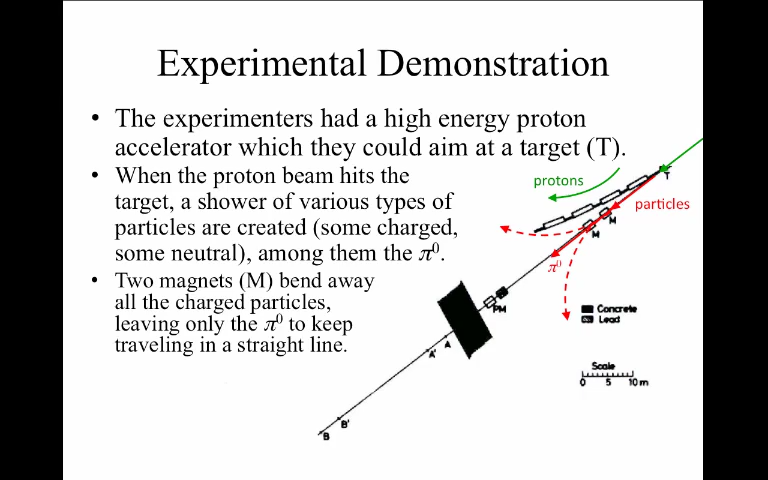 Experimental Demonstration
• The experimenters had a high energy proton
accelerator which they could aim at a target (T).
• When the proton beam hits the
target, a shower of various types of
particles are created (some charged,
some neutral), among them the π⁰.
• Two magnets (M) bend away
all the charged particles,
leaving only the π⁰ to keep
traveling in a straight line.
protons
T
particles
M
M
π⁰
PM
Concrete
Lead
A
A'
Scale
0 5 10 m
B'
B